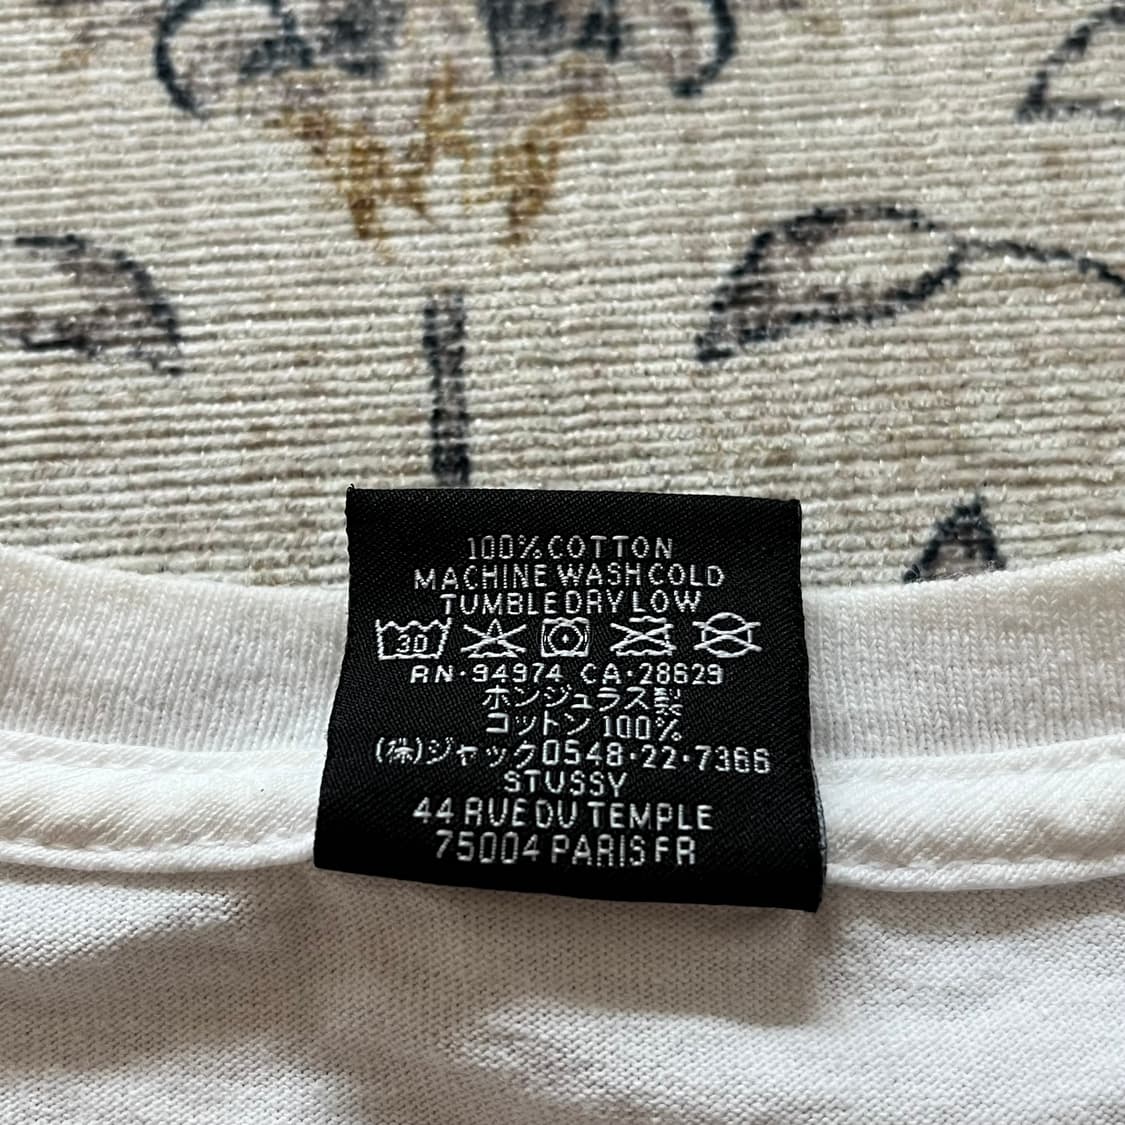 100% COTTON
MACHINE WASH COLD
TUMBLE DRY LOW
30
RN·94974 CA·28629
ホンジュラス製
コットン 100%
(株)ジャック0548·22·7366
STUSSY
44 RUE DU TEMPLE
75004 PARIS FR